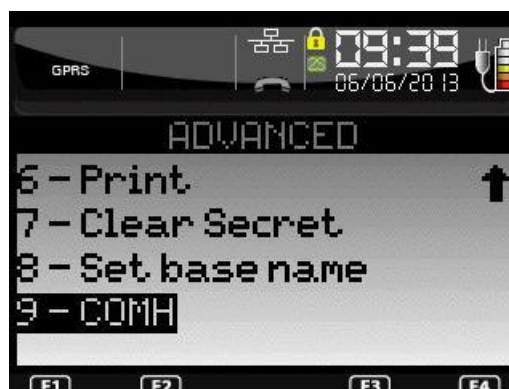 GPRS
2S
09:39
06/06/2013
ADVANCED
6 - Print
7 - Clear Secret
8 - Set base name
9 - COMH
F1 F2 F3 F4